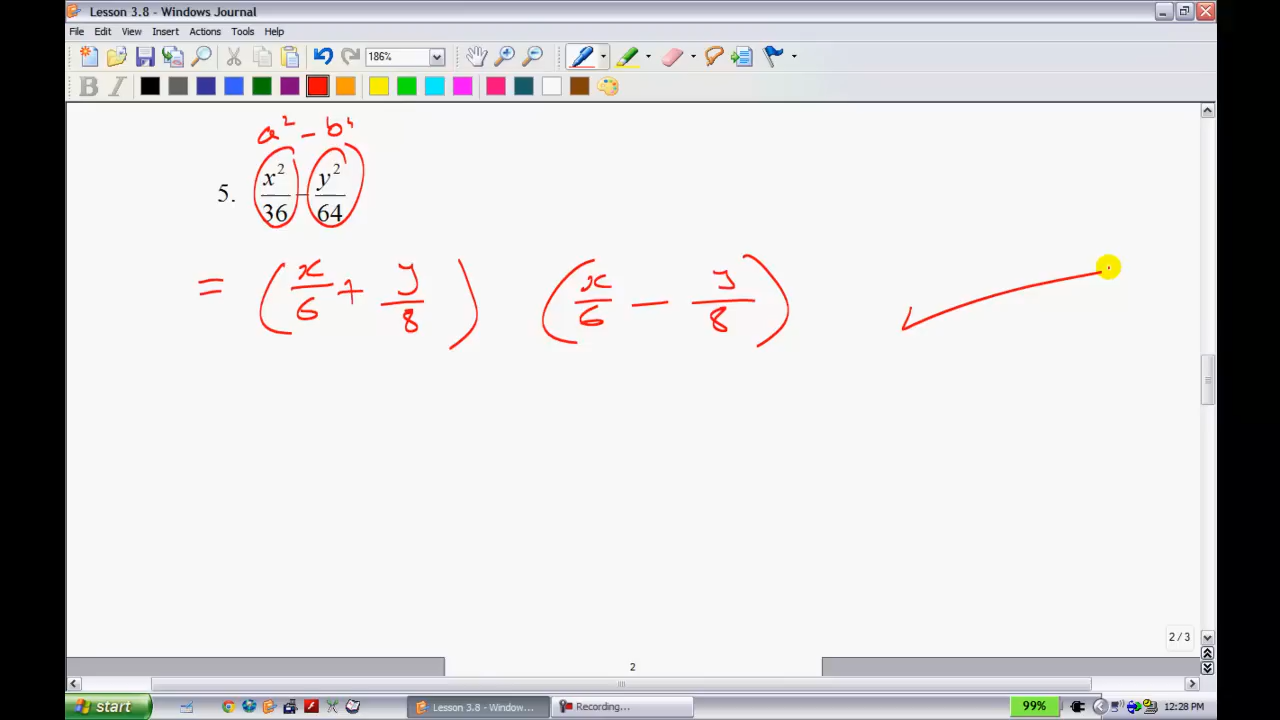 Lesson 3.8 - Windows Journal
File Edit View Insert Actions Tools Help
186%
B I
a² - b²
5. x²/36 - y²/64
= (x/6 + y/8) (x/6 - y/8)
2 / 3
2
start
Lesson 3.8 - Window...
Recording...
99%
12:28 PM